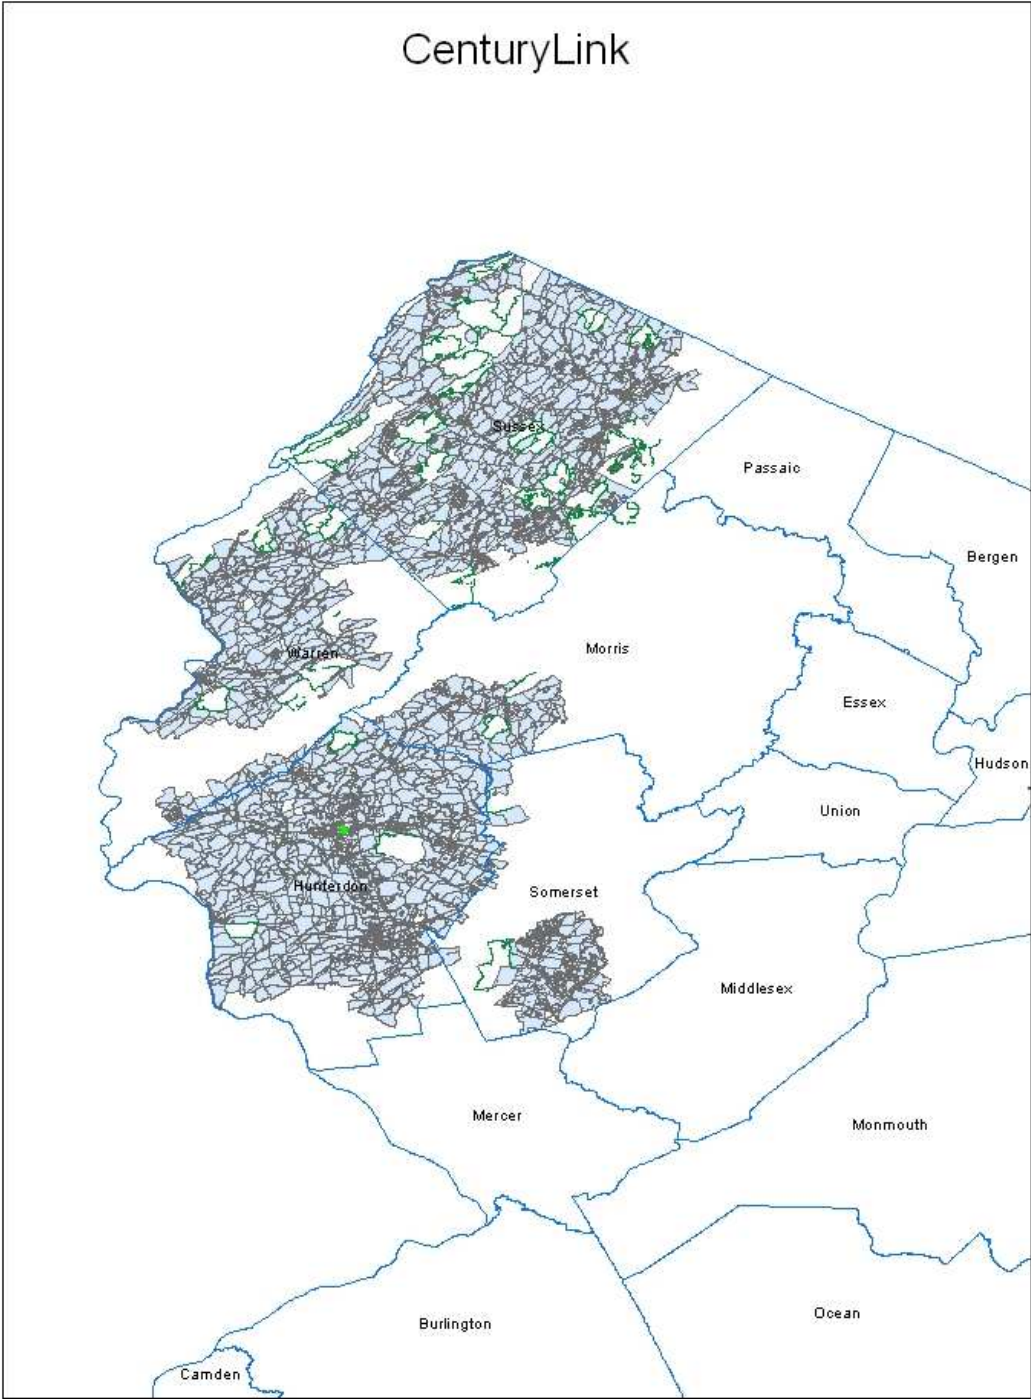 CenturyLink
Sussex
Passaic
Bergen
Warren
Morris
Essex
Hudson
Union
Hunterdon
Somerset
Middlesex
Mercer
Monmouth
Ocean
Burlington
Camden